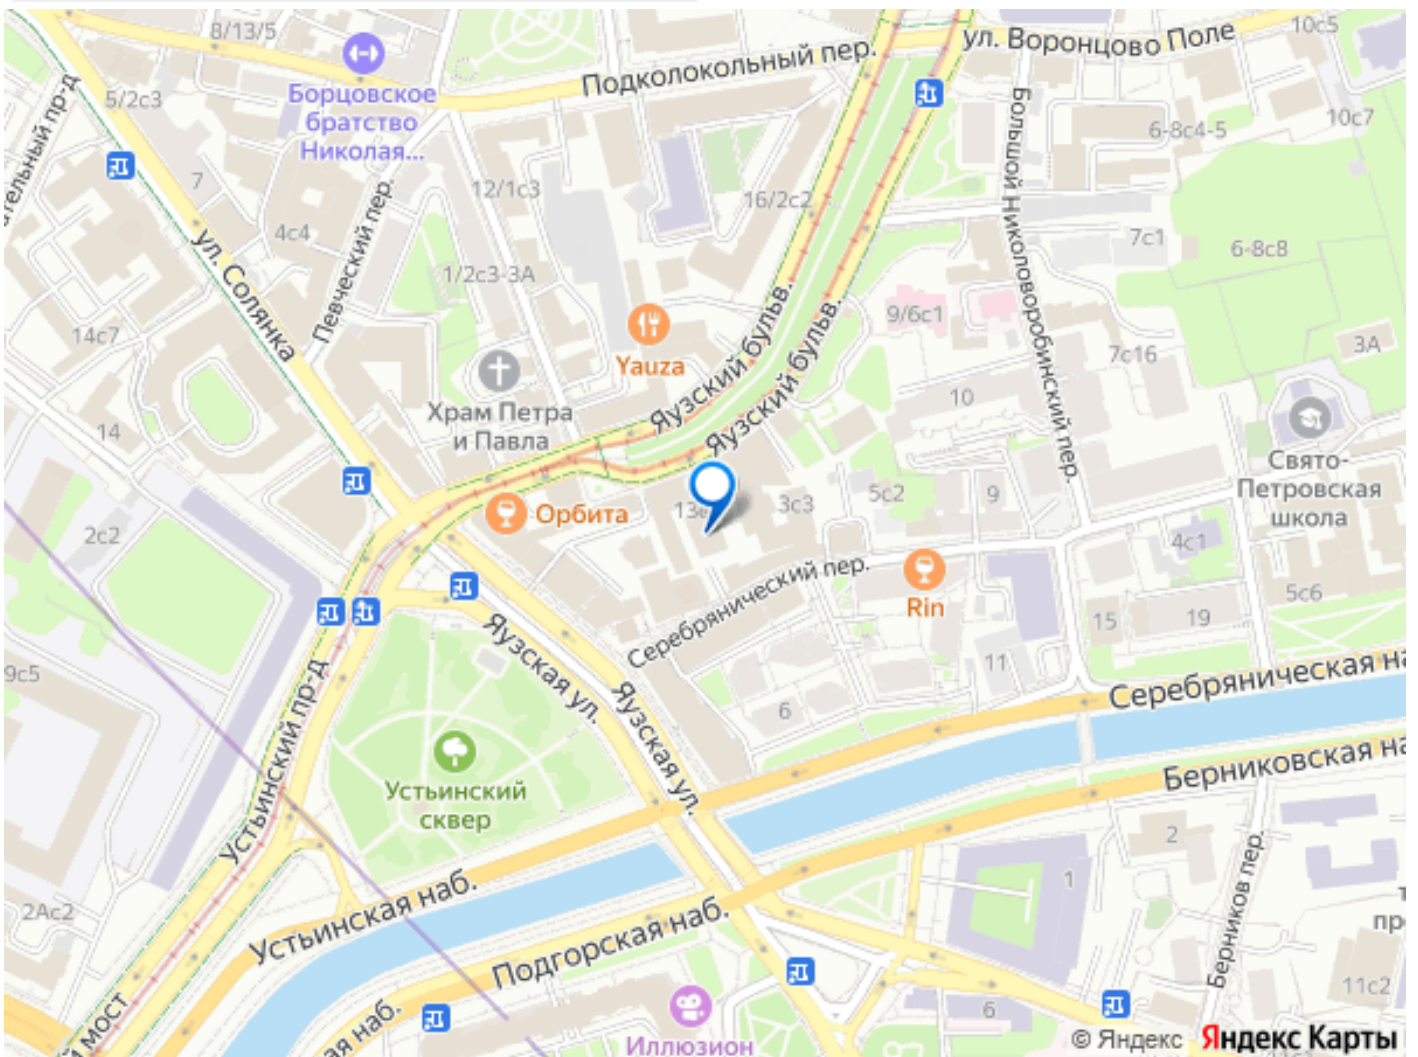 8/13/5
ул. Воронцово Поле
10с5
Подколокольный пер.
Борцовское
братство
Николая...
5/2с3
10с7
6-8с4-5
Большой Николоворобинский пер.
7
12/1с3
16/2с2
Певческий пер.
4с4
ул. Солянка
7с1
6-8с8
1/2с3-3А
9/6с1
14с7
Yauza
Яузский бульв.
Яузский бульв.
7с16
3А
10
Храм Петра
и Павла
14
Свято-
Петровская
школа
Орбита
3с3
5с2
9
2с2
4с1
Серебрянический пер.
Rin
5с6
15
19
Яузская ул.
Яузская ул.
11
9с5
6
Устьинский пр-д
Серебряническая на
Берниковская на
Устьинский
сквер
2
1
Берников пер.
2Ас2
Устьинская наб.
Подгорская наб.
11с2
6
мост
наб.
Иллюзион
© Яндекс
Яндекс Карты